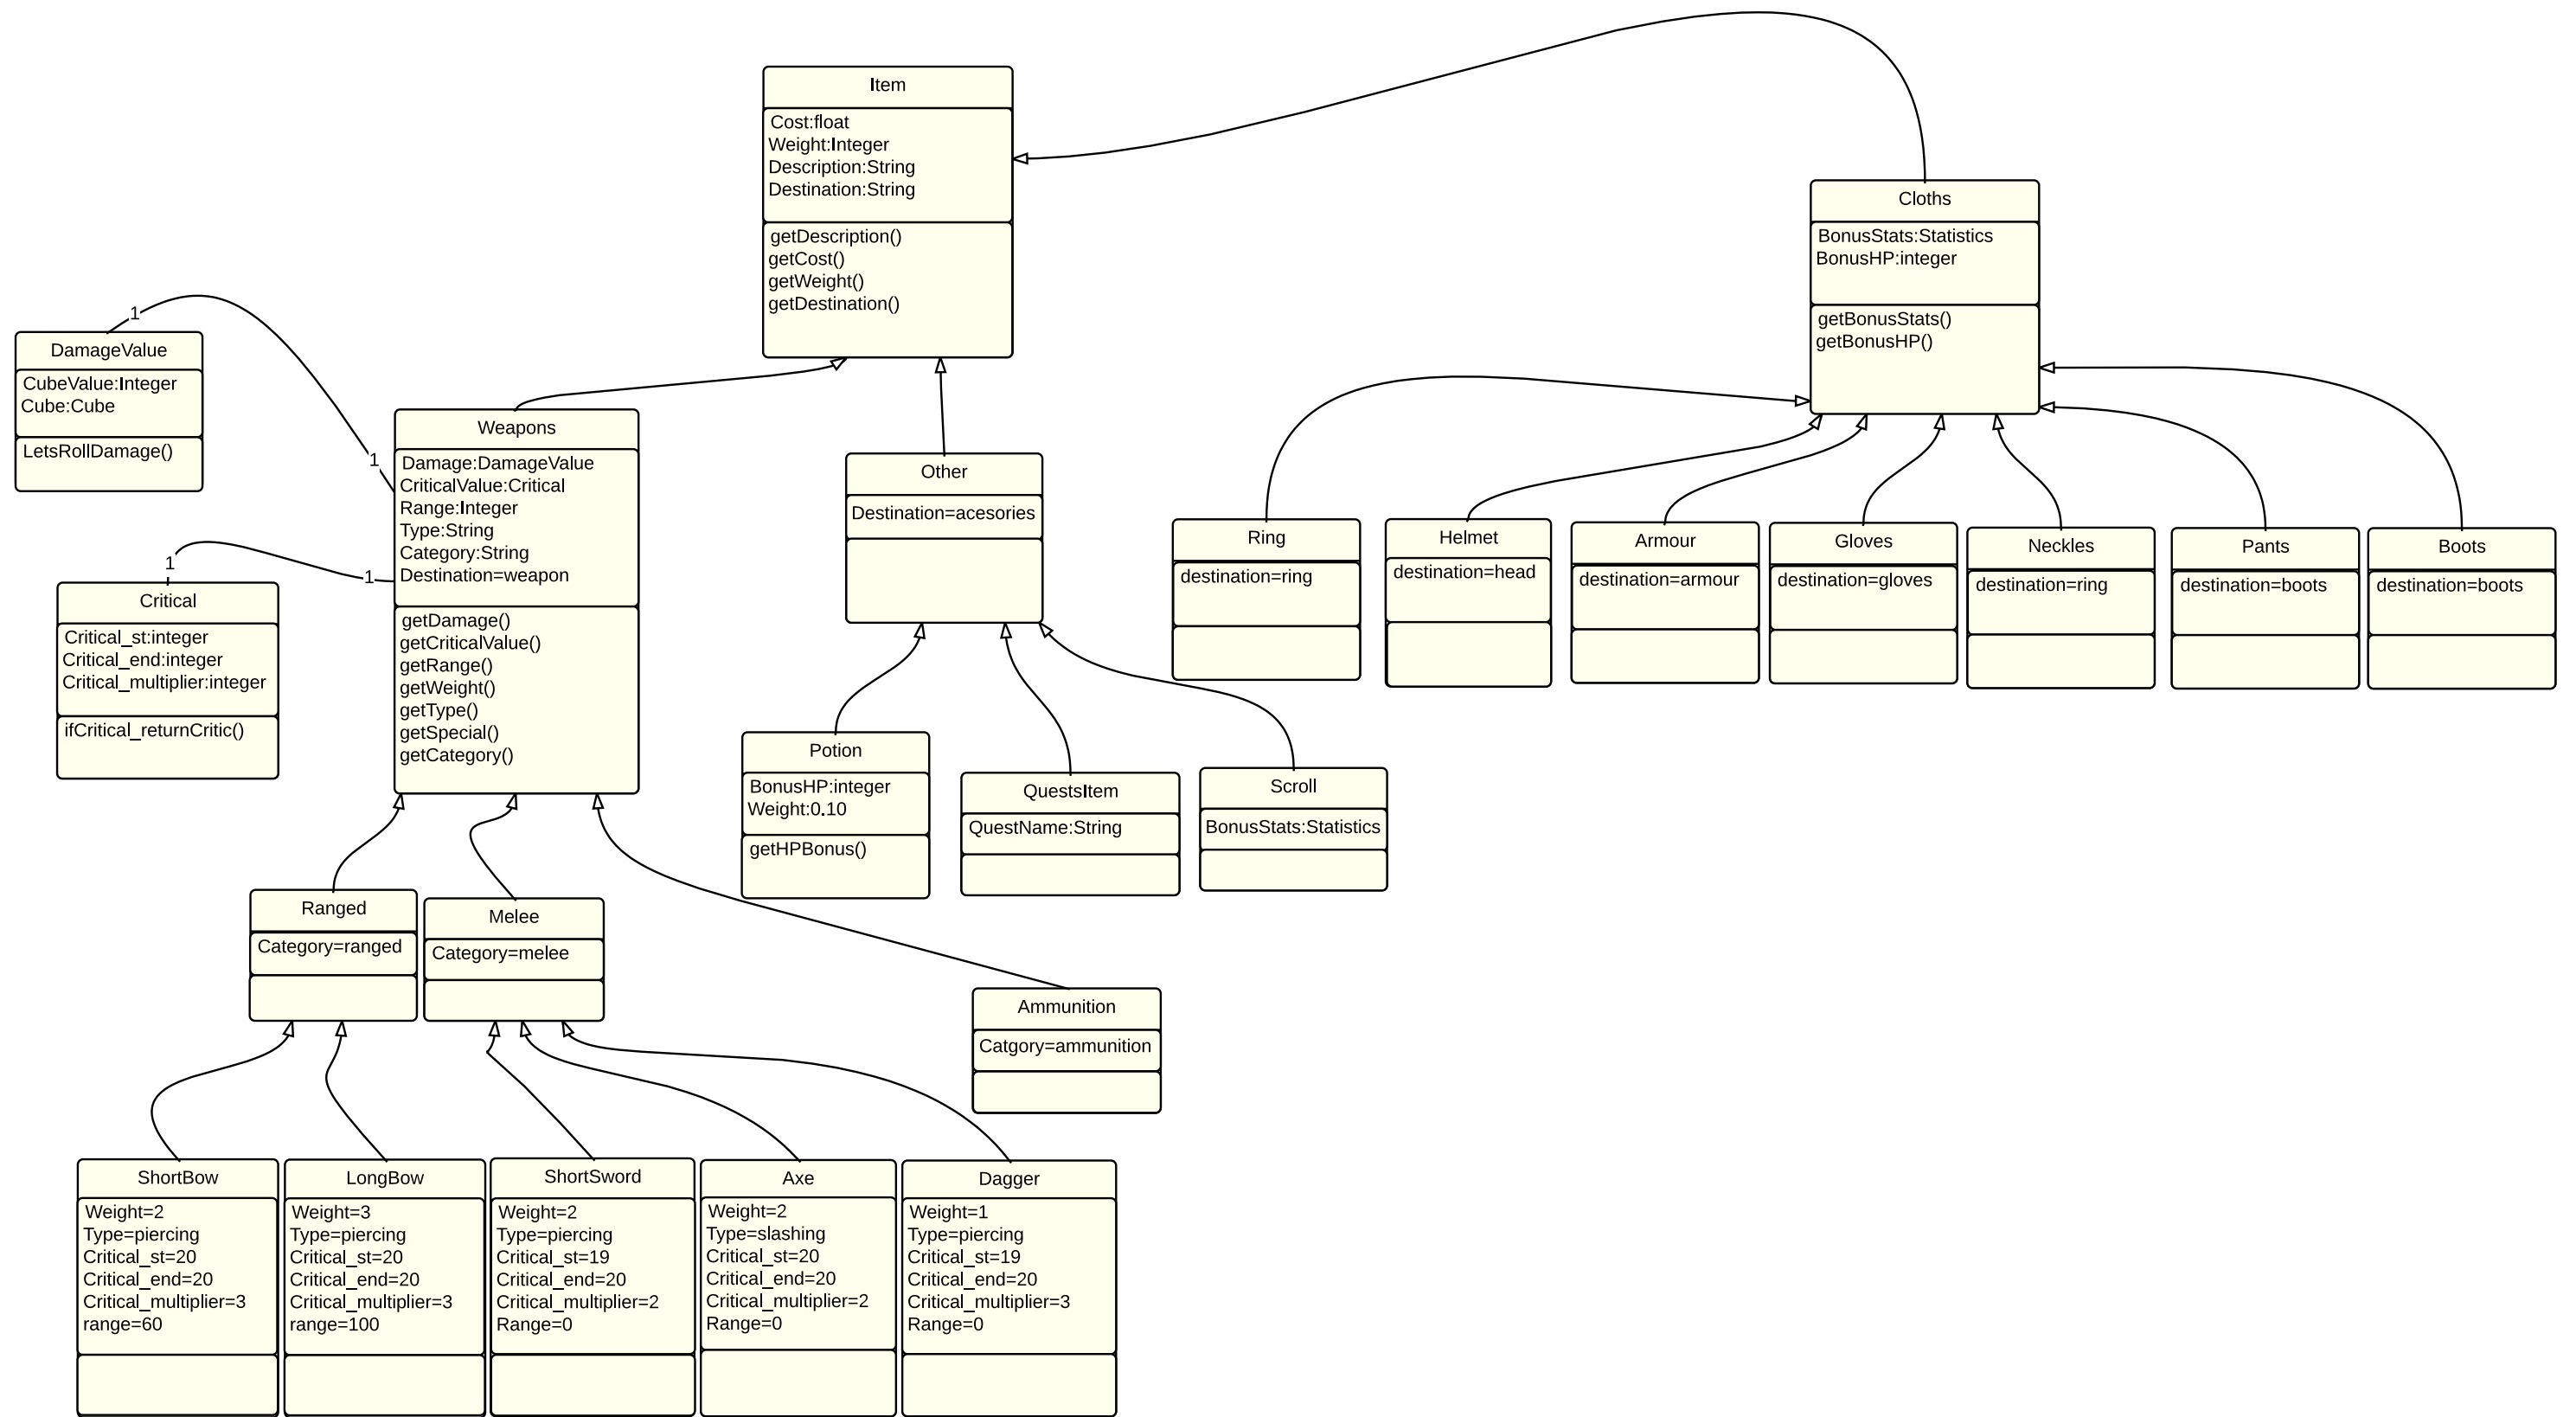 Item
Cost:float
Weight:Integer
Description:String
Destination:String
getDescription()
getCost()
getWeight()
getDestination()
Cloths
BonusStats:Statistics
BonusHP:integer
getBonusStats()
getBonusHP()
1
DamageValue
CubeValue:Integer
Cube:Cube
LetsRollDamage()
1
Weapons
Damage:DamageValue
CriticalValue:Critical
Range:Integer
Type:String
Category:String
Destination=weapon
getDamage()
getCriticalValue()
getRange()
getWeight()
getType()
getSpecial()
getCategory()
1
1
Critical
Critical_st:integer
Critical_end:integer
Critical_multiplier:integer
ifCritical_returnCritic()
Other
Destination=acesories
Ring
destination=ring
Helmet
destination=head
Armour
destination=armour
Gloves
destination=gloves
Neckles
destination=ring
Pants
destination=boots
Boots
destination=boots
Potion
BonusHP:integer
Weight:0.10
getHPBonus()
QuestsItem
QuestName:String
Scroll
BonusStats:Statistics
Ranged
Category=ranged
Melee
Category=melee
Ammunition
Catgory=ammunition
ShortBow
Weight=2
Type=piercing
Critical_st=20
Critical_end=20
Critical_multiplier=3
range=60
LongBow
Weight=3
Type=piercing
Critical_st=20
Critical_end=20
Critical_multiplier=3
range=100
ShortSword
Weight=2
Type=piercing
Critical_st=19
Critical_end=20
Critical_multiplier=2
Range=0
Axe
Weight=2
Type=slashing
Critical_st=20
Critical_end=20
Critical_multiplier=2
Range=0
Dagger
Weight=1
Type=piercing
Critical_st=19
Critical_end=20
Critical_multiplier=3
Range=0